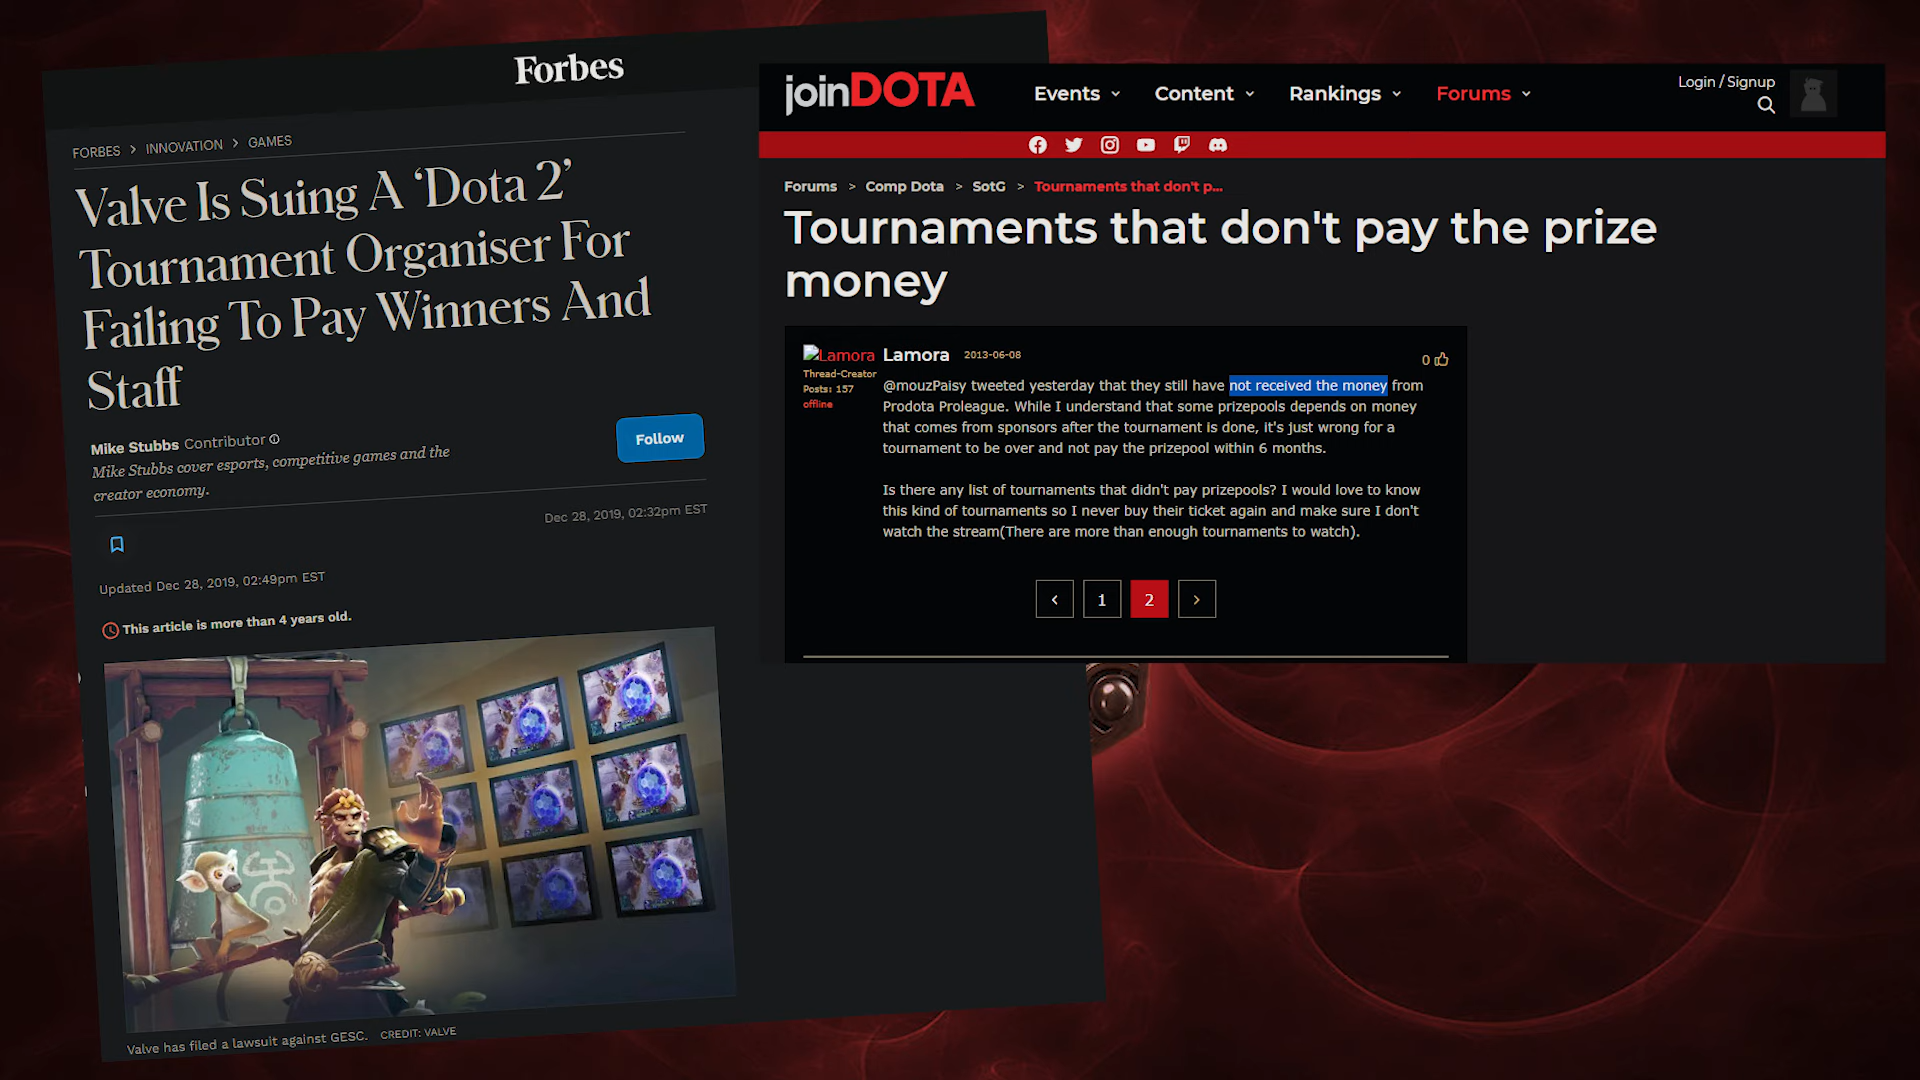 Forbes
FORBES > INNOVATION > GAMES
Valve Is Suing A ‘Dota 2’
Tournament Organiser For
Failing To Pay Winners And
Staff
Mike Stubbs Contributor
Mike Stubbs cover esports, competitive games and the
creator economy.
Follow
Dec 28, 2019, 02:32pm EST
Updated Dec 28, 2019, 02:49pm EST
This article is more than 4 years old.
Valve has filed a lawsuit against GESC. CREDIT: VALVE
joinDOTA
Events
Content
Rankings
Forums
Login / Signup
Forums > Comp Dota > SotG > Tournaments that don't p...
Tournaments that don't pay the prize
money
Lamora
Thread-Creator
Posts: 157
offline
Lamora 2013-06-08
0
@mouzPaisy tweeted yesterday that they still have not received the money from
Prodota Proleague. While I understand that some prizepools depends on money
that comes from sponsors after the tournament is done, it's just wrong for a
tournament to be over and not pay the prizepool within 6 months.
Is there any list of tournaments that didn't pay prizepools? I would love to know
this kind of tournaments so I never buy their ticket again and make sure I don't
watch the stream(There are more than enough tournaments to watch).
< 1 2 >